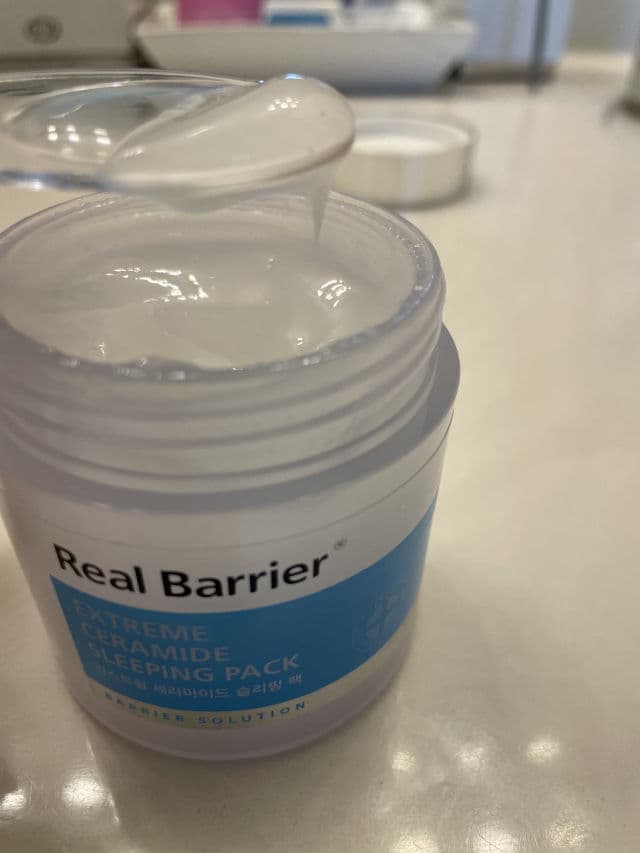 Real Barrier®
EXTREME
CERAMIDE
SLEEPING PACK
익스트림 세라마이드 슬리핑 팩
BARRIER SOLUTION